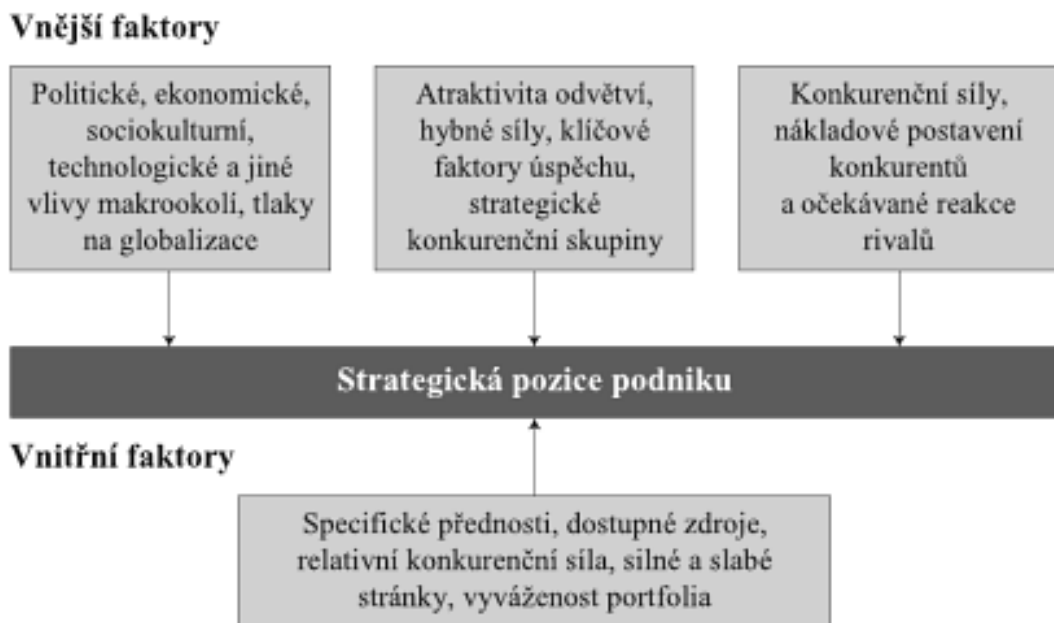 Vnější faktory
Politické, ekonomické,
sociokulturní,
technologické a jiné
vlivy makrookolí, tlaky
na globalizace
Atraktivita odvětví,
hybné síly, klíčové
faktory úspěchu,
strategické
konkurenční skupiny
Konkurenční síly,
nákladové postavení
konkurentů
a očekávané reakce
rivalů
Strategická pozice podniku
Vnitřní faktory
Specifické přednosti, dostupné zdroje,
relativní konkurenční síla, silné a slabé
stránky, vyváženost portfolia